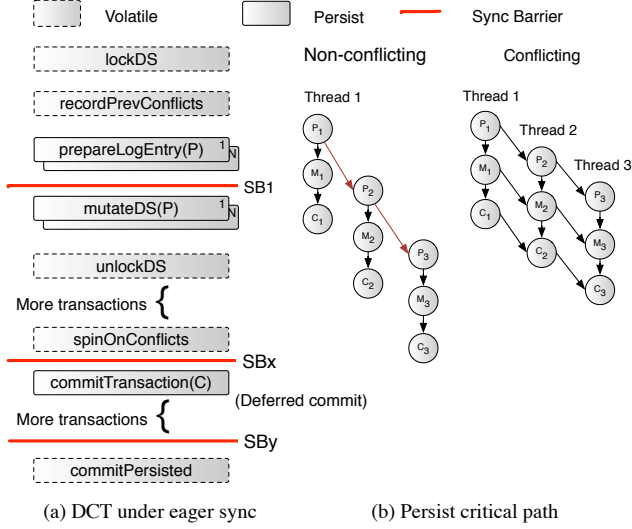 Volatile
Persist
Sync Barrier
lockDS
recordPrevConflicts
prepareLogEntry(P)
1
N
SB1
mutateDS(P)
1
N
unlockDS
More transactions {
spinOnConflicts
SBx
commitTransaction(C)
(Deferred commit)
More transactions {
SBy
commitPersisted
(a) DCT under eager sync
Non-conflicting
Thread 1
P1
M1
C1
P2
M2
C2
P3
M3
C3
Conflicting
Thread 1
Thread 2
Thread 3
P1
M1
C1
P2
M2
C2
P3
M3
C3
(b) Persist critical path